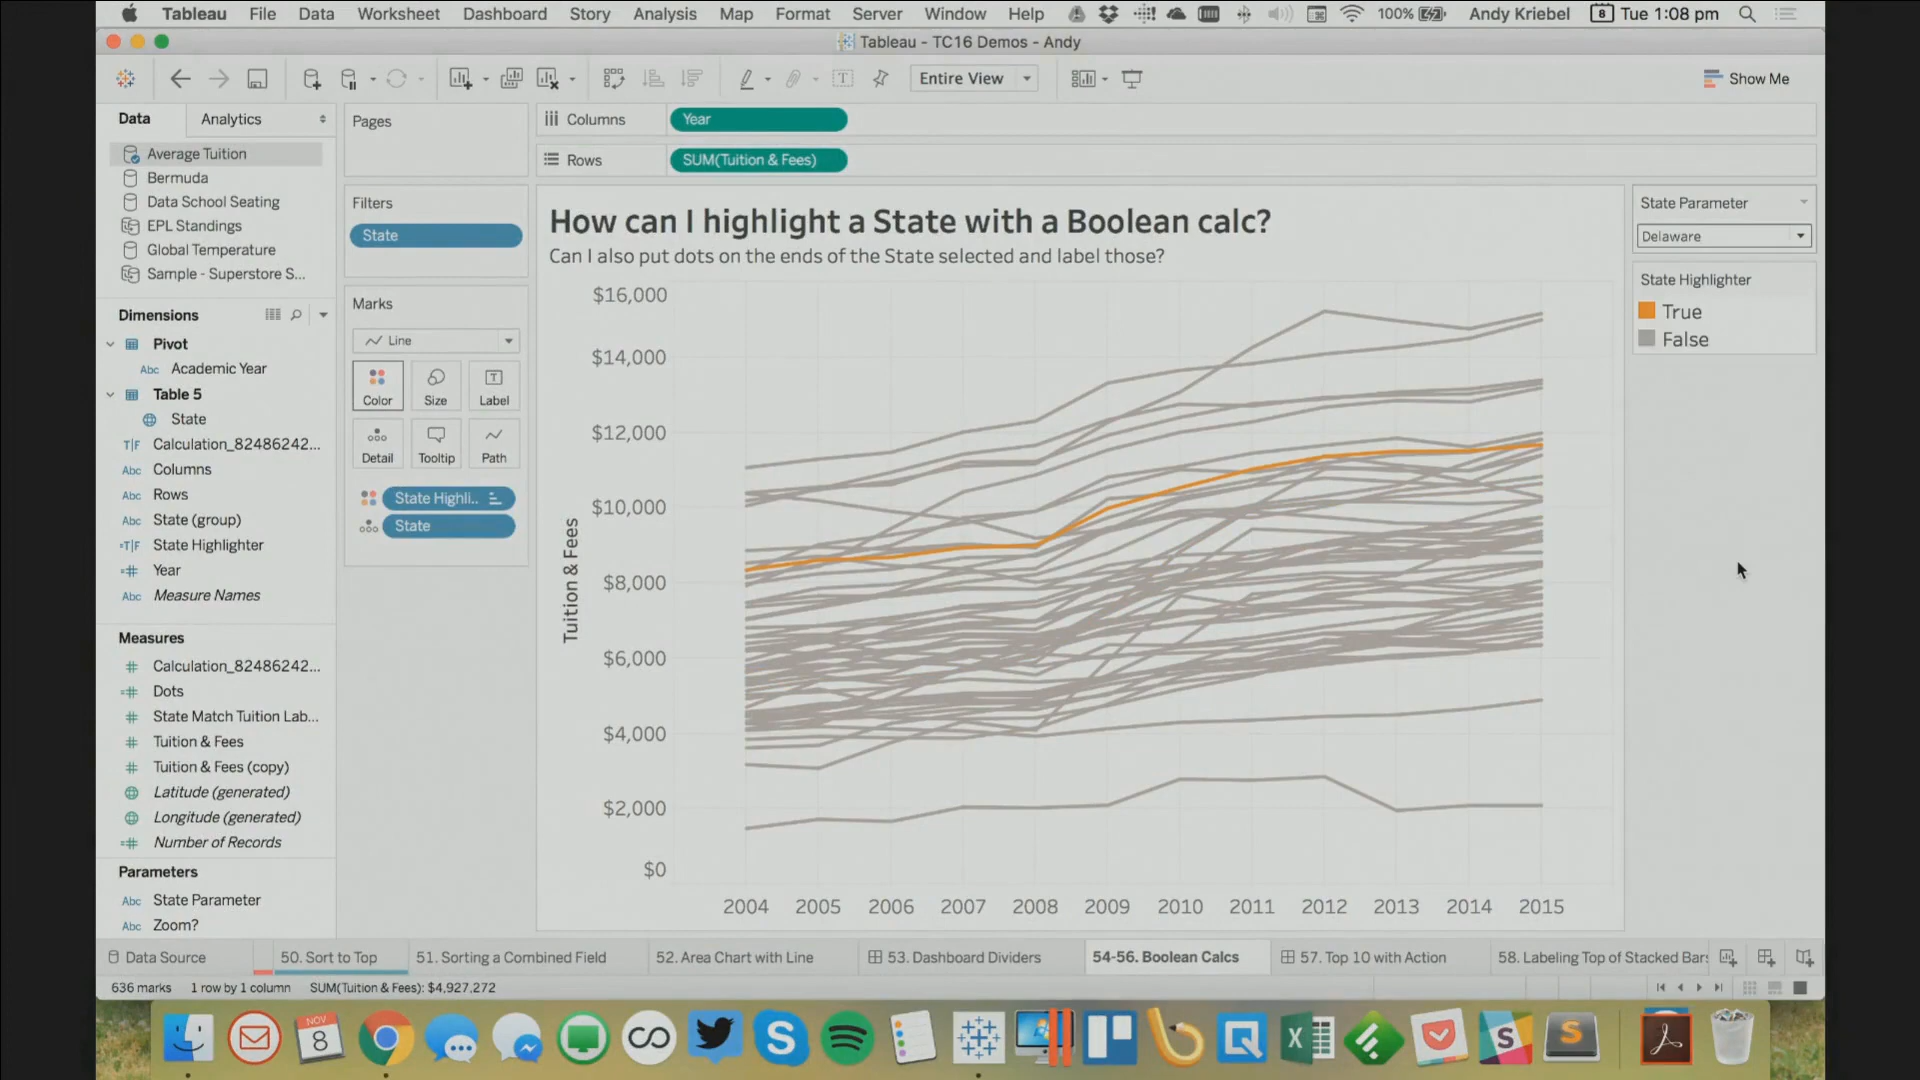 Tableau File Data Worksheet Dashboard Story Analysis Map Format Server Window Help 100% Andy Kriebel 8 Tue 1:08 pm
Tableau - TC16 Demos - Andy
Entire View Show Me
Data Analytics
Average Tuition
Bermuda
Data School Seating
EPL Standings
Global Temperature
Sample - Superstore S...
Dimensions
Pivot
Abc Academic Year
Table 5
State
T|F Calculation_82486242...
Abc Columns
Abc Rows
Abc State (group)
=T|F State Highlighter
=# Year
Abc Measure Names
Measures
# Calculation_82486242...
=# Dots
# State Match Tuition Lab...
# Tuition & Fees
# Tuition & Fees (copy)
Latitude (generated)
Longitude (generated)
=# Number of Records
Parameters
Abc State Parameter
Abc Zoom?
Pages
Filters
State
Marks
Line
Color Size Label
Detail Tooltip Path
State Highli..
State
Columns Year
Rows SUM(Tuition & Fees)
How can I highlight a State with a Boolean calc?
Can I also put dots on the ends of the State selected and label those?
Tuition & Fees
$16,000
$14,000
$12,000
$10,000
$8,000
$6,000
$4,000
$2,000
$0
2004 2005 2006 2007 2008 2009 2010 2011 2012 2013 2014 2015
State Parameter
Delaware
State Highlighter
True
False
Data Source 50. Sort to Top 51. Sorting a Combined Field 52. Area Chart with Line 53. Dashboard Dividers 54-56. Boolean Calcs 57. Top 10 with Action 58. Labeling Top of Stacked Bars
636 marks 1 row by 1 column SUM(Tuition & Fees): $4,927,272
NOV
8